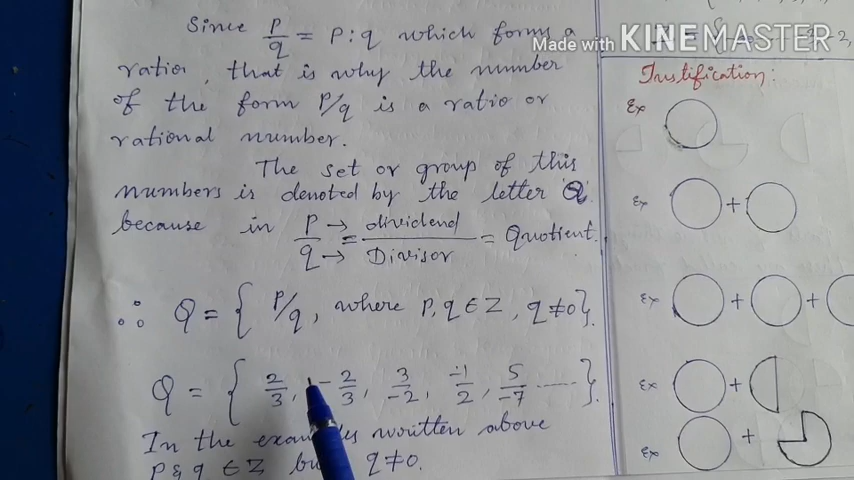 Since P/q = P : q which forms a
ratio, that is why the number
of the form P/q is a ratio or
rational number.
The set or group of this
numbers is denoted by the letter 'Q'
because in P/q → dividend / → Divisor = Quotient.
∴ Q = { P/q, where P, q ∈ Z, q ≠ 0 }.
Q = { 2/3, -2/3, 3/-2, -1/2, 5/-7 ...... }.
In the examples written above
P & q ∈ Z but q ≠ 0.
Made with KINEMASTER
Justification:
Ex
Ex +
Ex + +
Ex +
Ex +